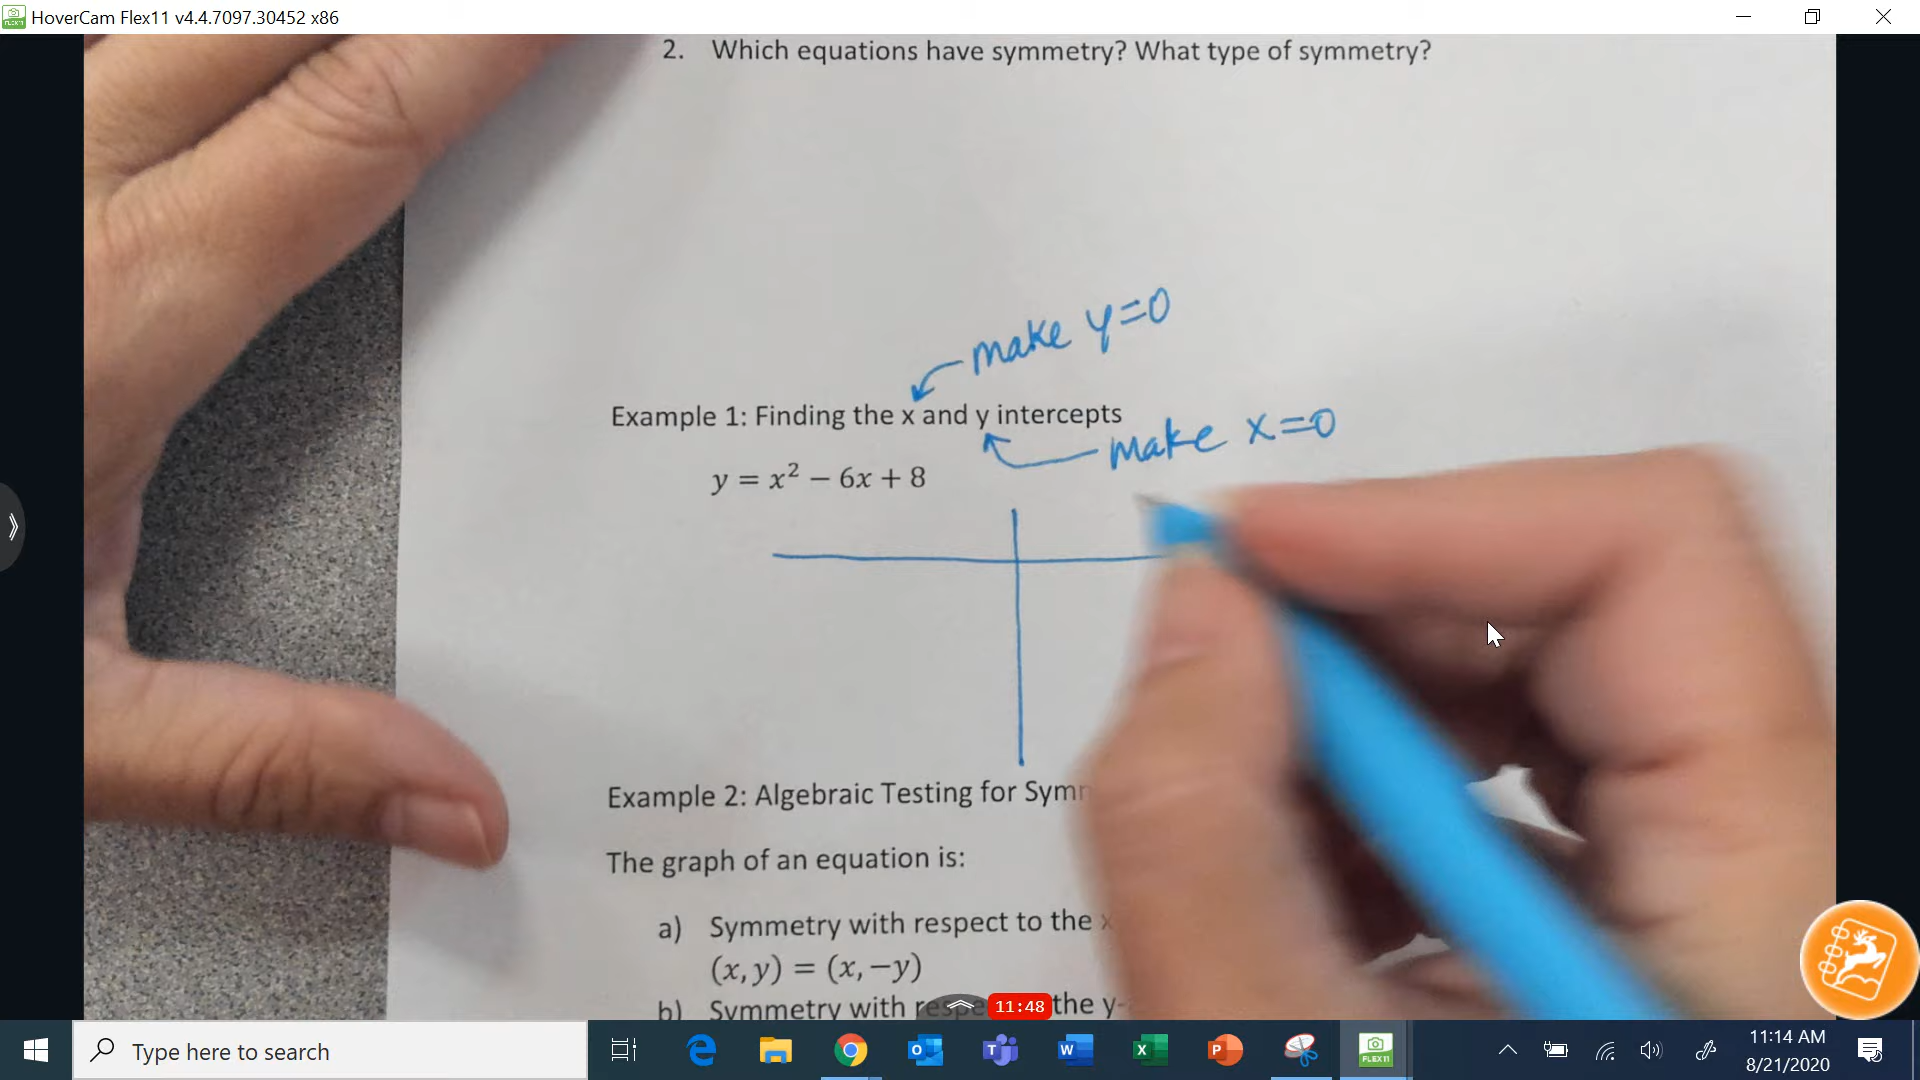 HoverCam Flex11 v4.4.7097.30452 x86
2. Which equations have symmetry? What type of symmetry?
make y=0
Example 1: Finding the x and y intercepts
make x=0
y = x² − 6x + 8
Example 2: Algebraic Testing for Symm
The graph of an equation is:
a) Symmetry with respect to the x
(x, y) = (x, −y)
b) Symmetry with respe the y-
11:48
Type here to search
FLEX11
11:14 AM
8/21/2020